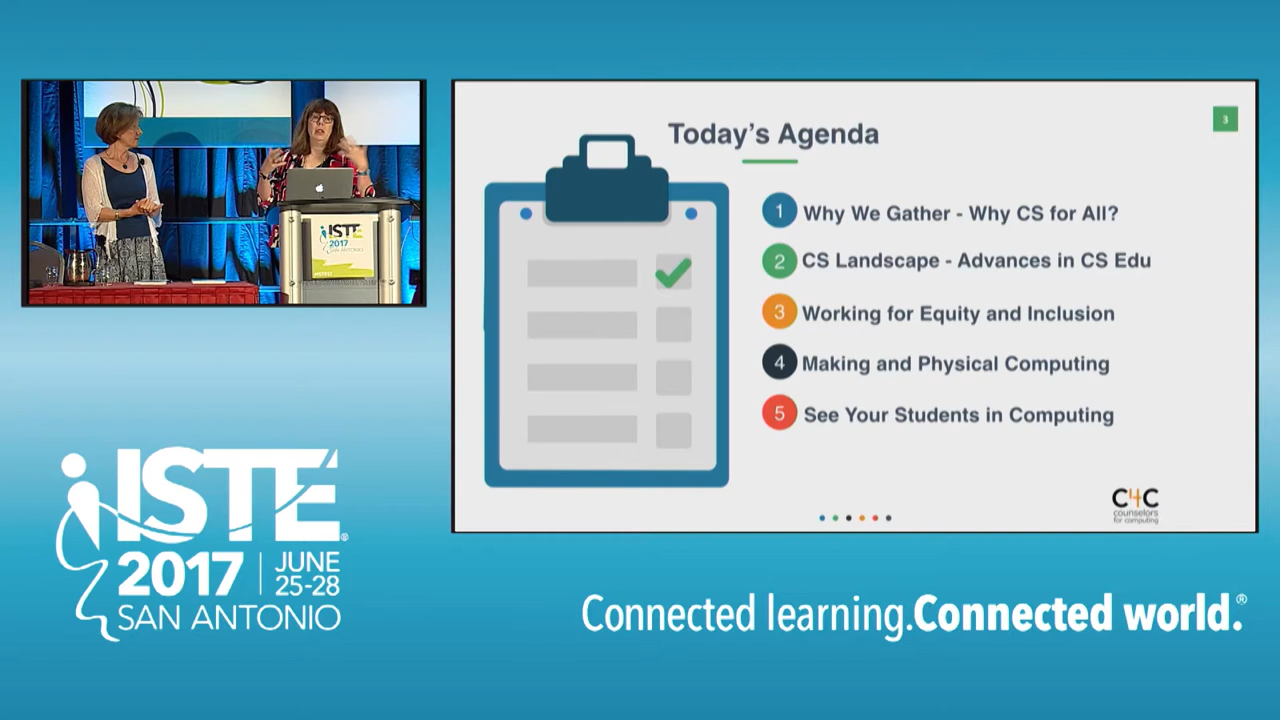 ISTE
2017
SAN ANTONIO
Today's Agenda
3
1 Why We Gather - Why CS for All?
2 CS Landscape - Advances in CS Edu
3 Working for Equity and Inclusion
4 Making and Physical Computing
5 See Your Students in Computing
C4C
counselors
for computing
ISTE®
2017 | JUNE
25-28
SAN ANTONIO
Connected learning.Connected world.®